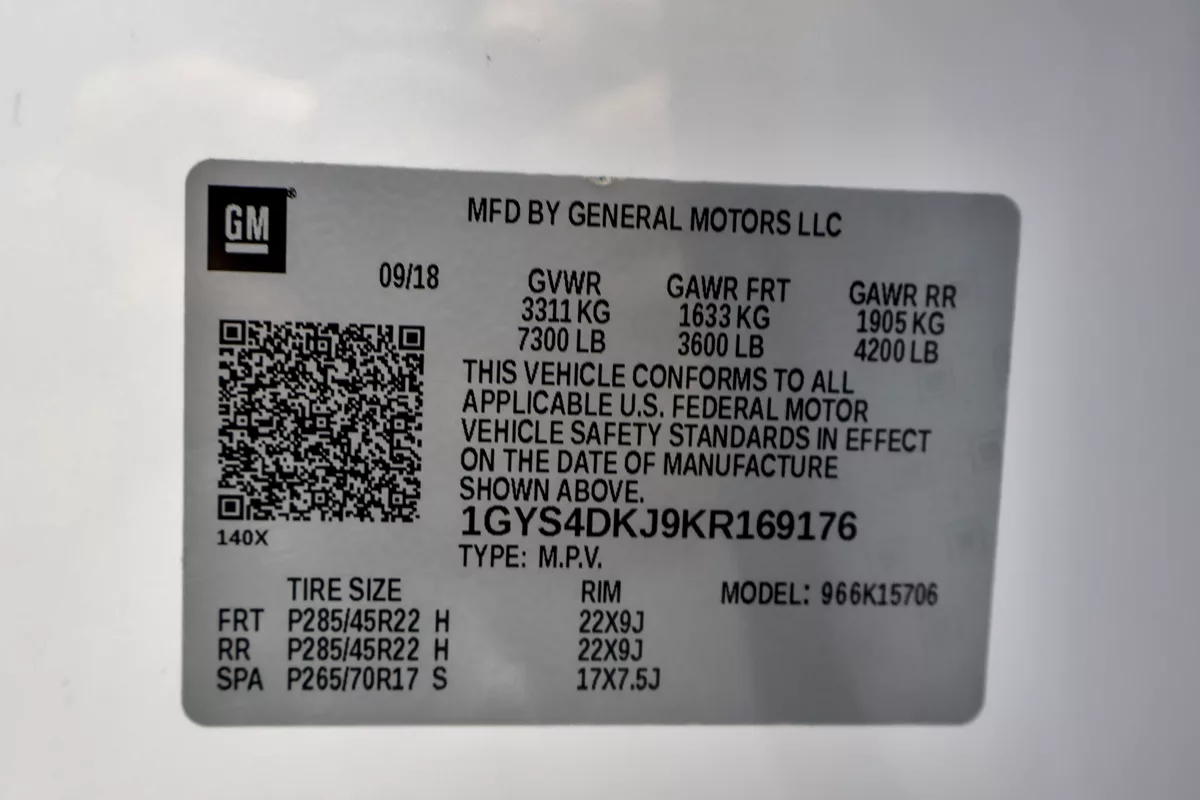 GM ®
MFD BY GENERAL MOTORS LLC
09/18 GVWR GAWR FRT GAWR RR
3311 KG 1633 KG 1905 KG
7300 LB 3600 LB 4200 LB
THIS VEHICLE CONFORMS TO ALL
APPLICABLE U.S. FEDERAL MOTOR
VEHICLE SAFETY STANDARDS IN EFFECT
ON THE DATE OF MANUFACTURE
SHOWN ABOVE.
1GYS4DKJ9KR169176
140X
TYPE: M.P.V.
TIRE SIZE RIM MODEL: 966K15706
FRT P285/45R22 H 22X9J
RR P285/45R22 H 22X9J
SPA P265/70R17 S 17X7.5J